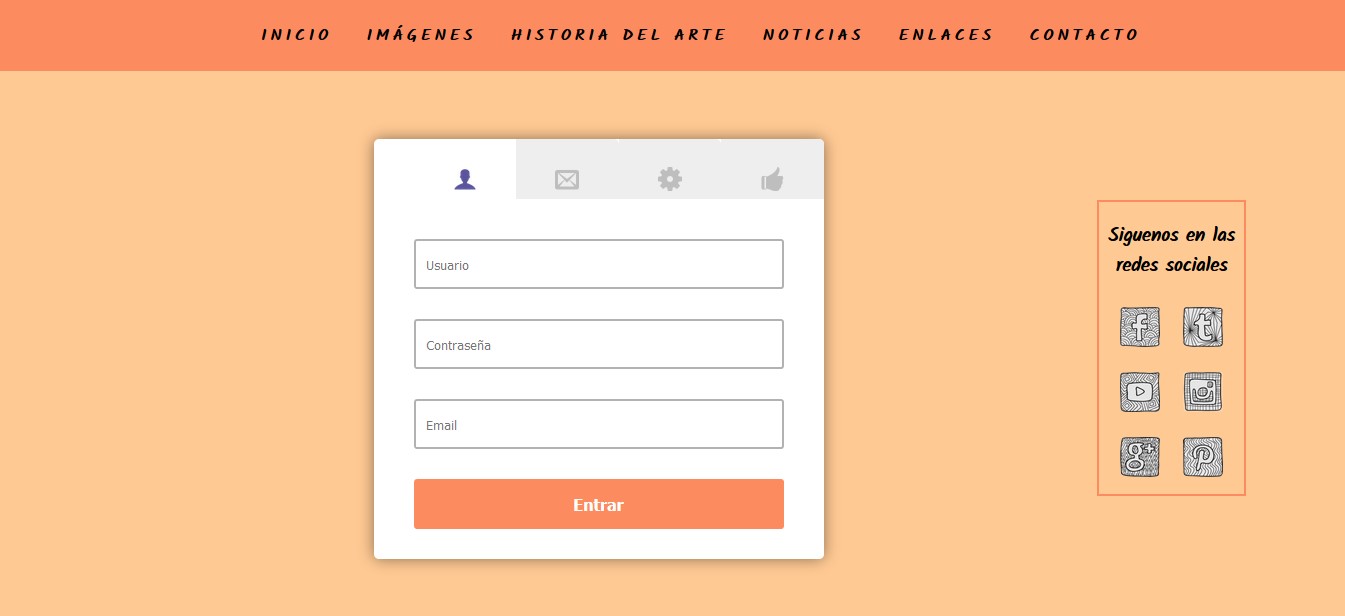 INICIO IMÁGENES HISTORIA DEL ARTE NOTICIAS ENLACES CONTACTO
Usuario
Contraseña
Email
Entrar
Siguenos en las
redes sociales
f t
g+ P